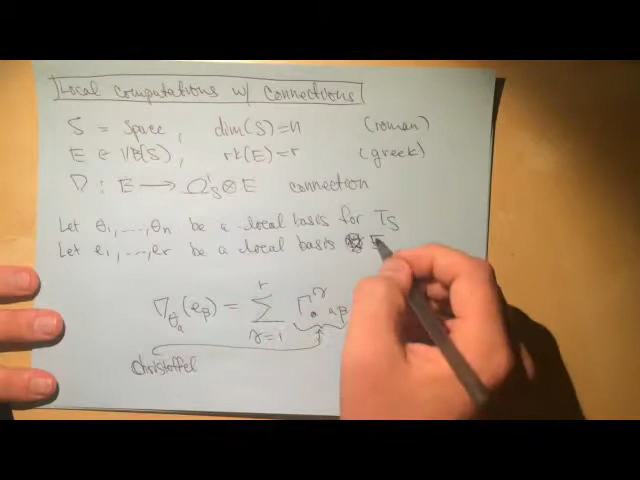 Local computations w/ Connections
S = Space, dim(S)=n (roman)
E ∈ VB(S), rk(E)=r (greek)
∇ : E → Ω¹_S ⊗ E connection
Let θ₁,...,θₙ be a local basis for T_S
Let e₁,...,eᵣ be a local basis E
∇_{θ_a}(e_β) = Σ_{γ=1}^{r} Γ^γ_{• aβ}
christoffel